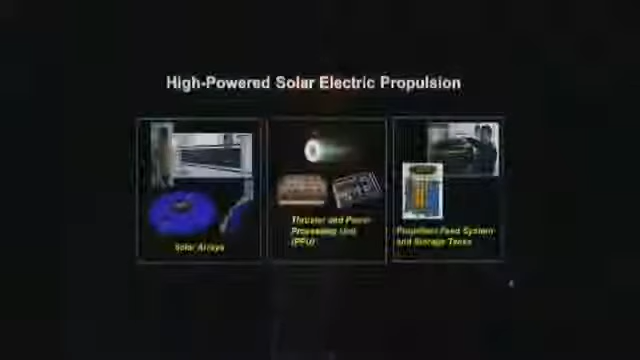 High-Powered Solar Electric Propulsion
Solar Arrays
Thruster and Power
Processing Unit
(PPU)
Propellant Feed System
and Storage Tanks